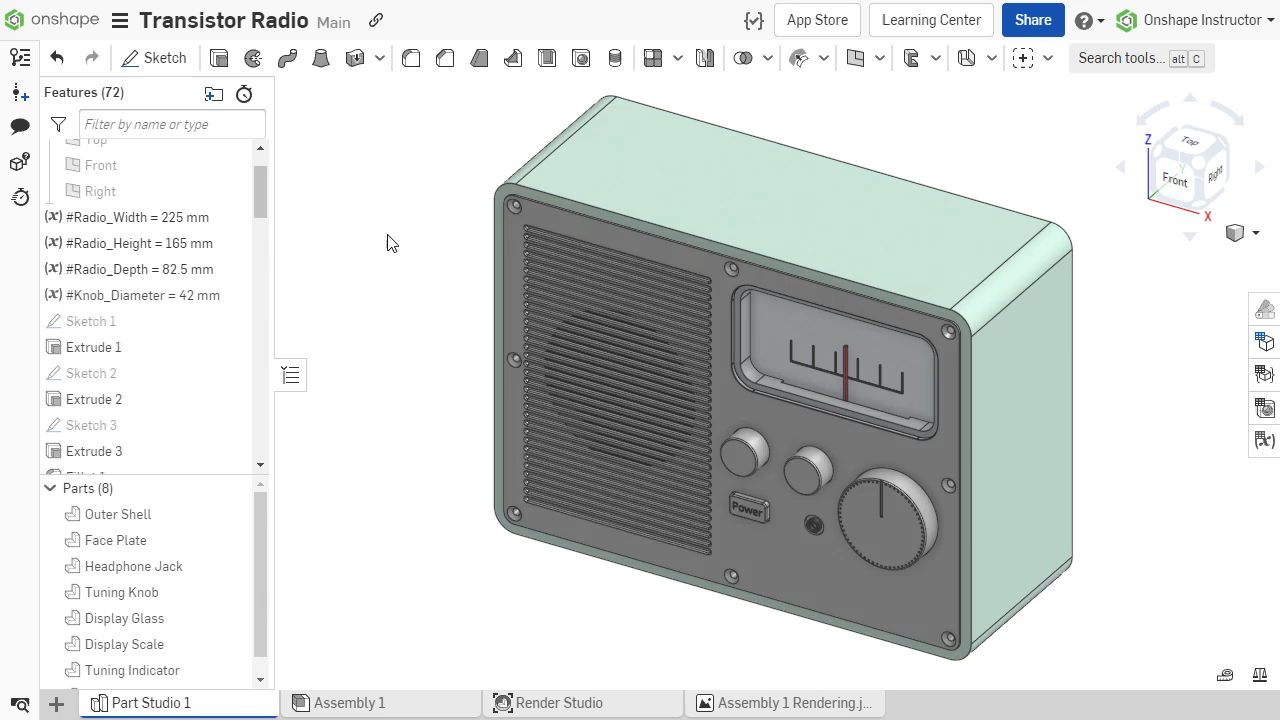 onshape
Transistor Radio Main
App Store
Learning Center
Share
Onshape Instructor
Sketch
Search tools... alt C
Features (72)
Filter by name or type
Top
Front
Right
(x) #Radio_Width = 225 mm
(x) #Radio_Height = 165 mm
(x) #Radio_Depth = 82.5 mm
(x) #Knob_Diameter = 42 mm
Sketch 1
Extrude 1
Sketch 2
Extrude 2
Sketch 3
Extrude 3
Parts (8)
Outer Shell
Face Plate
Headphone Jack
Tuning Knob
Display Glass
Display Scale
Tuning Indicator
Power
Z
Top
Front
Right
Y
X
Part Studio 1
Assembly 1
Render Studio
Assembly 1 Rendering.j...